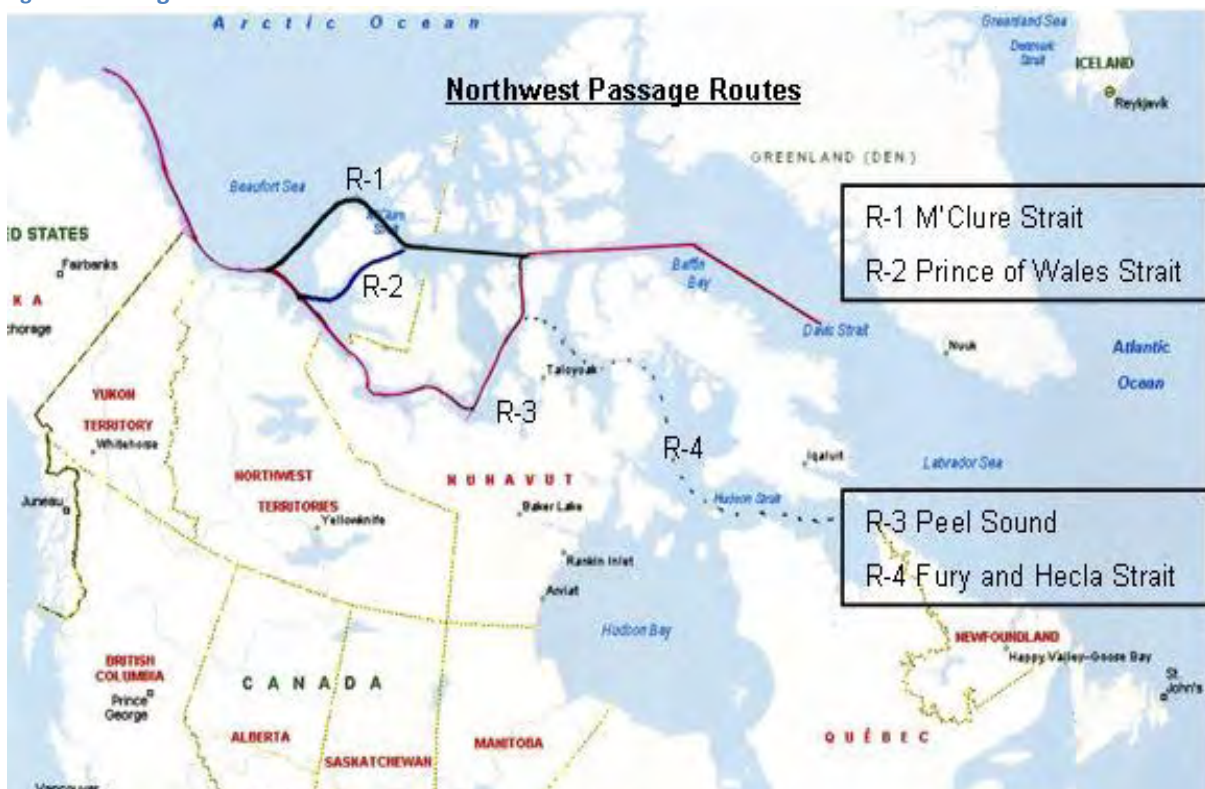 Arctic Ocean
Greenland Sea
Denmark
Strait
ICELAND
Reykjavik
Northwest Passage Routes
GREENLAND (DEN.)
R-1
Beaufort Sea
M'Clure
Strait
R-1 M'Clure Strait
R-2 Prince of Wales Strait
ED STATES
Fairbanks
K A
chorage
R-2
Baffin
Bay
Davis Strait
Nuuk
Atlantic
Ocean
Taloyoak
YUKON
TERRITORY
Whitehorse
R-3
R-4
Iqaluit
Labrador Sea
NORTHWEST
TERRITORIES
Yellowknife
NUNAVUT
Baker Lake
Hudson Strait
Juneau
R-3 Peel Sound
R-4 Fury and Hecla Strait
Rankin Inlet
Arviat
Hudson Bay
NEWFOUNDLAND
Happy Valley-Goose Bay
St.
John's
BRITISH
COLUMBIA
Prince
George
CANADA
ALBERTA
SASKATCHEWAN
MANITOBA
QUÉBEC
Vancouver